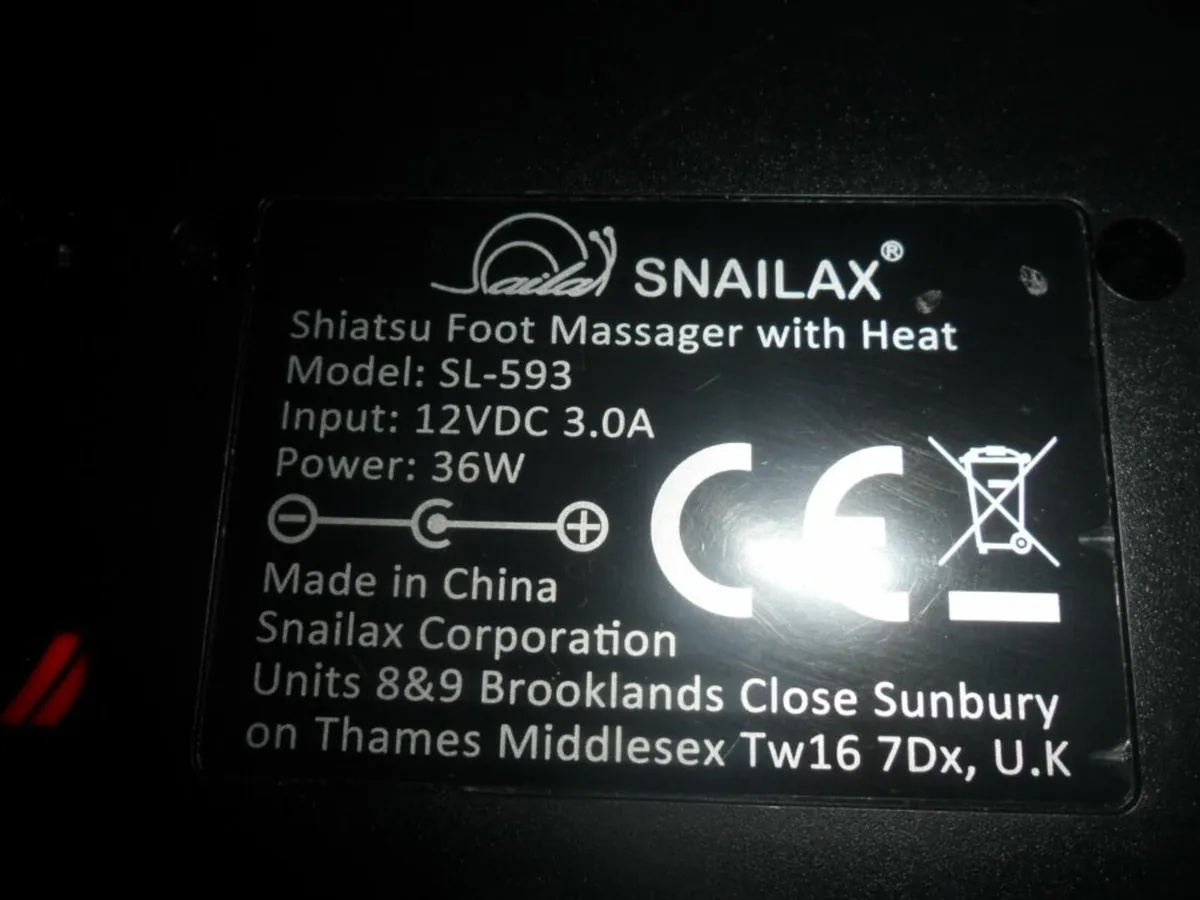 Snailax SNAILAX®
Shiatsu Foot Massager with Heat
Model: SL-593
Input: 12VDC 3.0A
Power: 36W
Made in China
Snailax Corporation
Units 8&9 Brooklands Close Sunbury
on Thames Middlesex Tw16 7Dx, U.K
CE